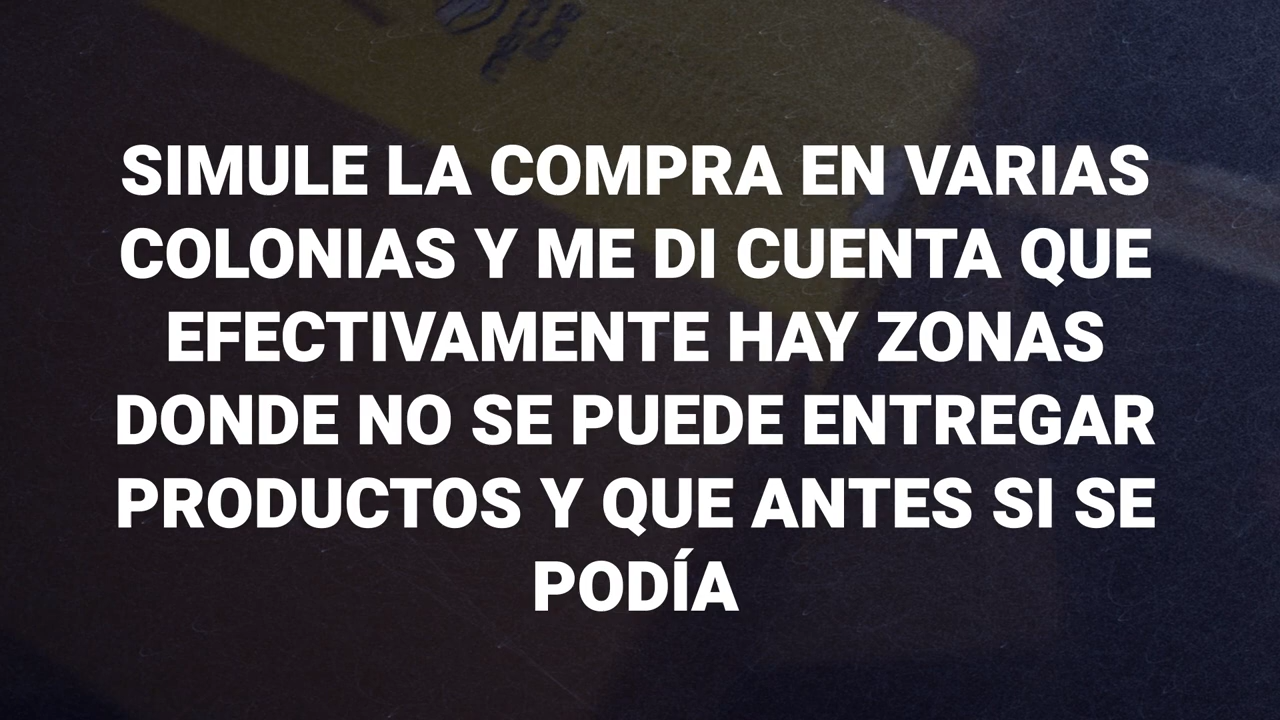 SIMULE LA COMPRA EN VARIAS
COLONIAS Y ME DI CUENTA QUE
EFECTIVAMENTE HAY ZONAS
DONDE NO SE PUEDE ENTREGAR
PRODUCTOS Y QUE ANTES SI SE
PODÍA